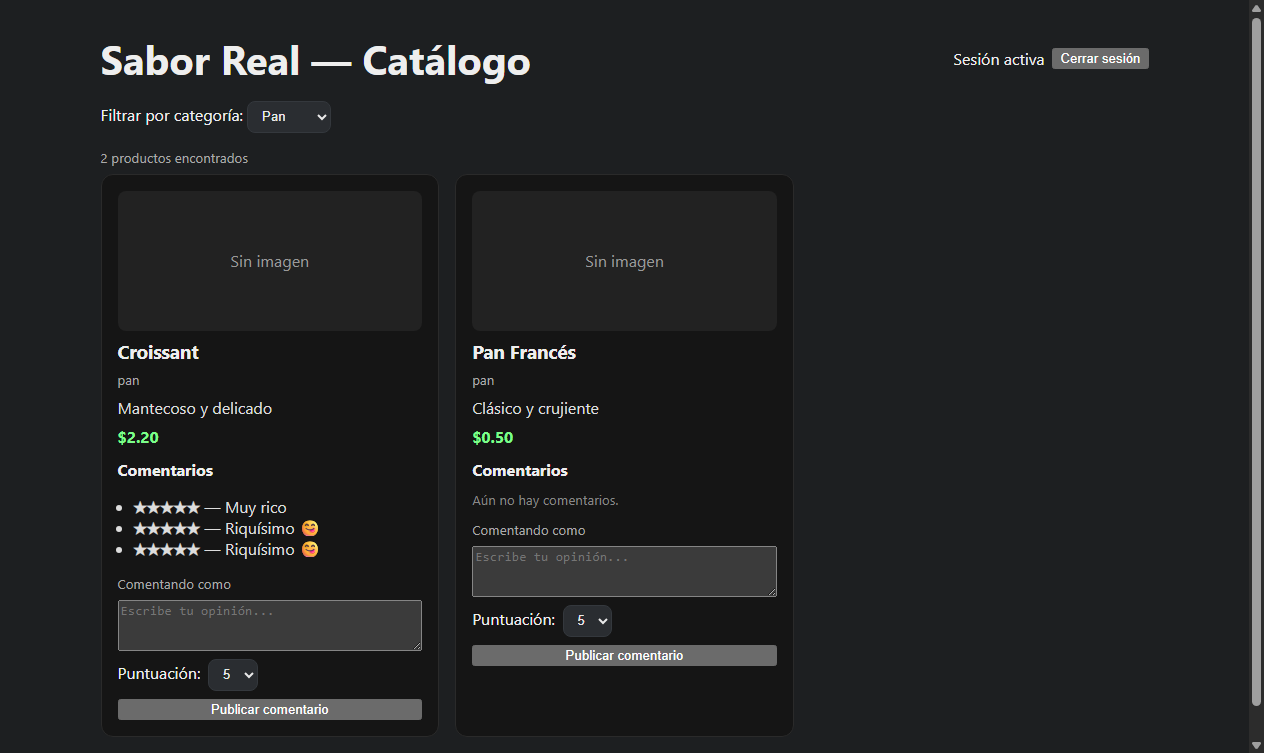 Sabor Real — Catálogo
Sesión activa Cerrar sesión
Filtrar por categoría: Pan
2 productos encontrados
Sin imagen
Croissant
pan
Mantecoso y delicado
$2.20
Comentarios
★★★★★ — Muy rico
★★★★★ — Riquísimo 😋
★★★★★ — Riquísimo 😋
Comentando como
Escribe tu opinión...
Puntuación: 5
Publicar comentario
Sin imagen
Pan Francés
pan
Clásico y crujiente
$0.50
Comentarios
Aún no hay comentarios.
Comentando como
Escribe tu opinión...
Puntuación: 5
Publicar comentario